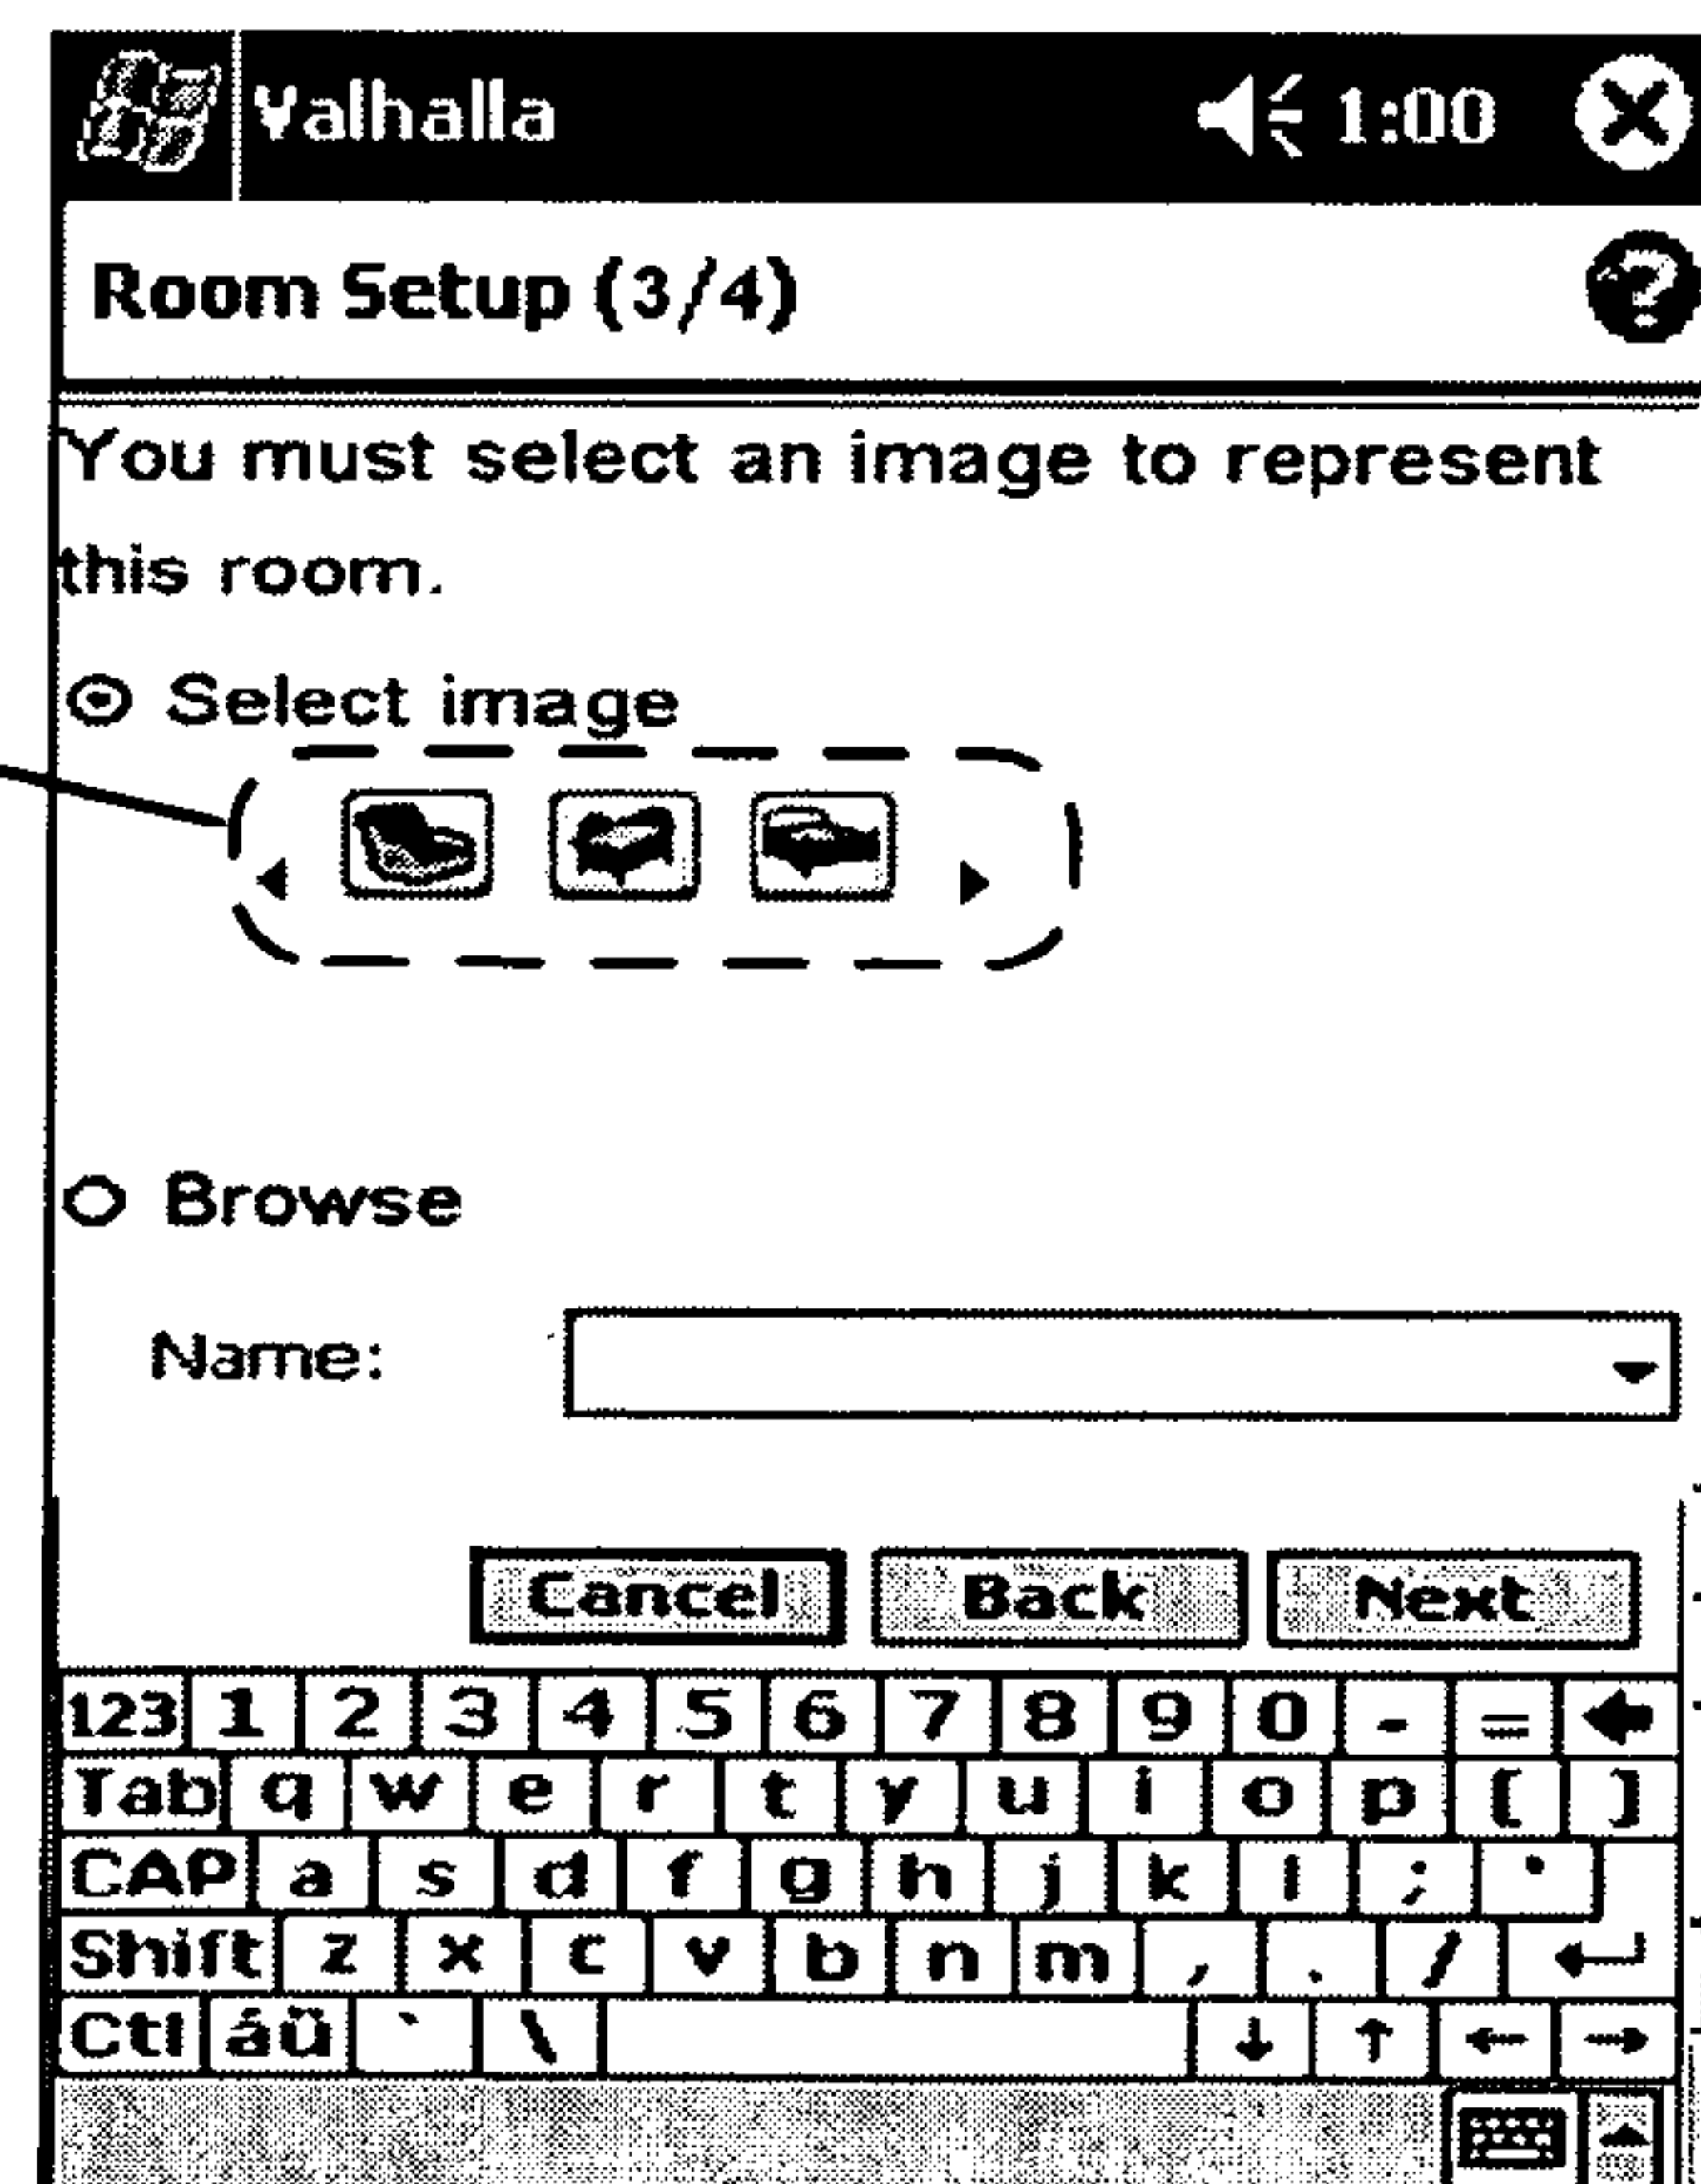 Valhalla 1:00
Room Setup (3/4) ?
You must select an image to represent
this room.
Select image
Browse
Name:
Cancel Back Next
123 1 2 3 4 5 6 7 8 9 0 - =
Tab q w e r t y u i o p [ ]
CAP a s d f g h j k l ; '
Shift z x c v b n m , . /
Ctl áü ` \ ↓ ↑ ← →